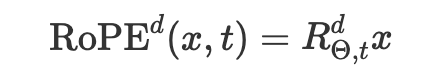 RoPE^d(x, t) = R^d_{Θ,t}x